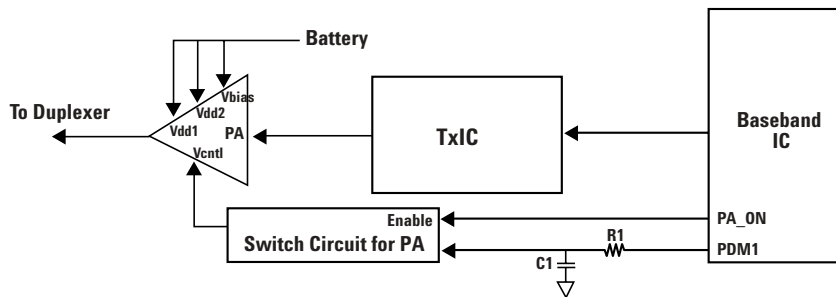 Battery
To Duplexer
Vbias
Vdd2
Vdd1
PA
Vcntl
TxIC
Baseband
IC
Enable
Switch Circuit for PA
PA_ON
R1
PDM1
C1